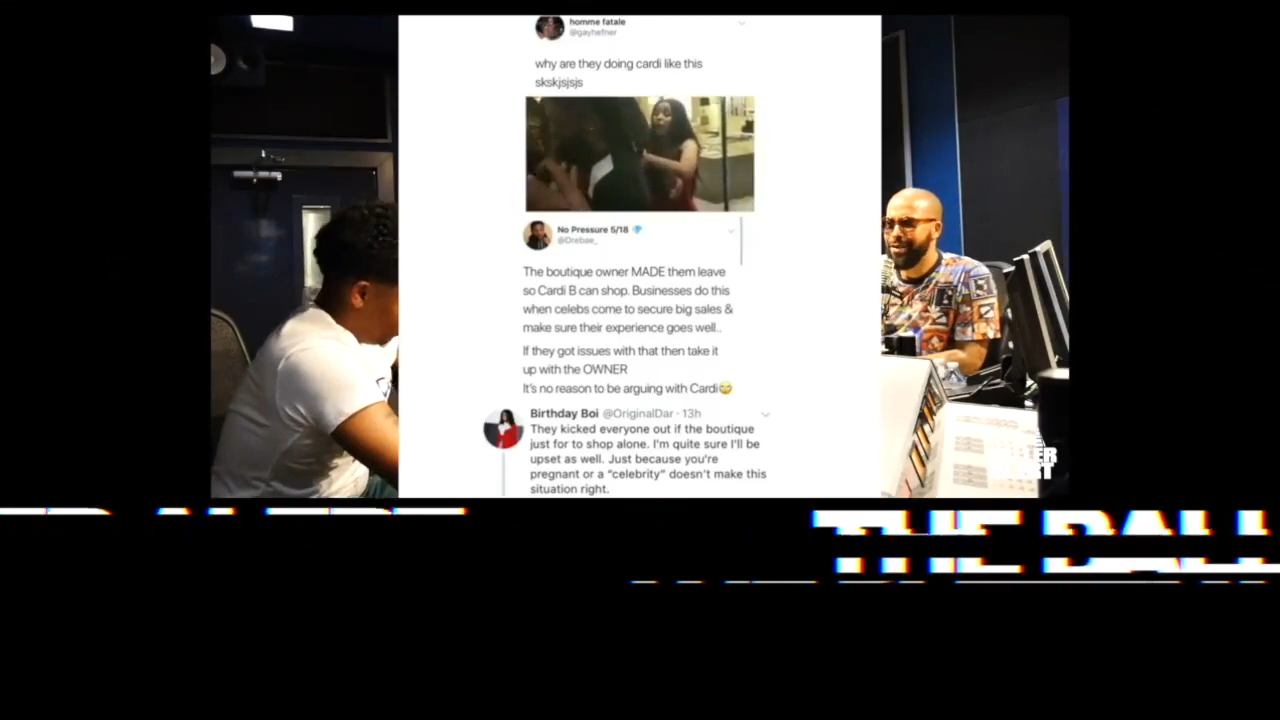 homme fatale
@gayhefner
why are they doing cardi like this
skskjsjsjs
No Pressure 5/18 💎
@Drebae_
The boutique owner MADE them leave
so Cardi B can shop. Businesses do this
when celebs come to secure big sales &
make sure their experience goes well..
If they got issues with that then take it
up with the OWNER
It's no reason to be arguing with Cardi😅
Birthday Boi @OriginalDar · 13h
They kicked everyone out if the boutique
just for to shop alone. I'm quite sure I'll be
upset as well. Just because you're
pregnant or a “celebrity” doesn't make this
situation right.
THE